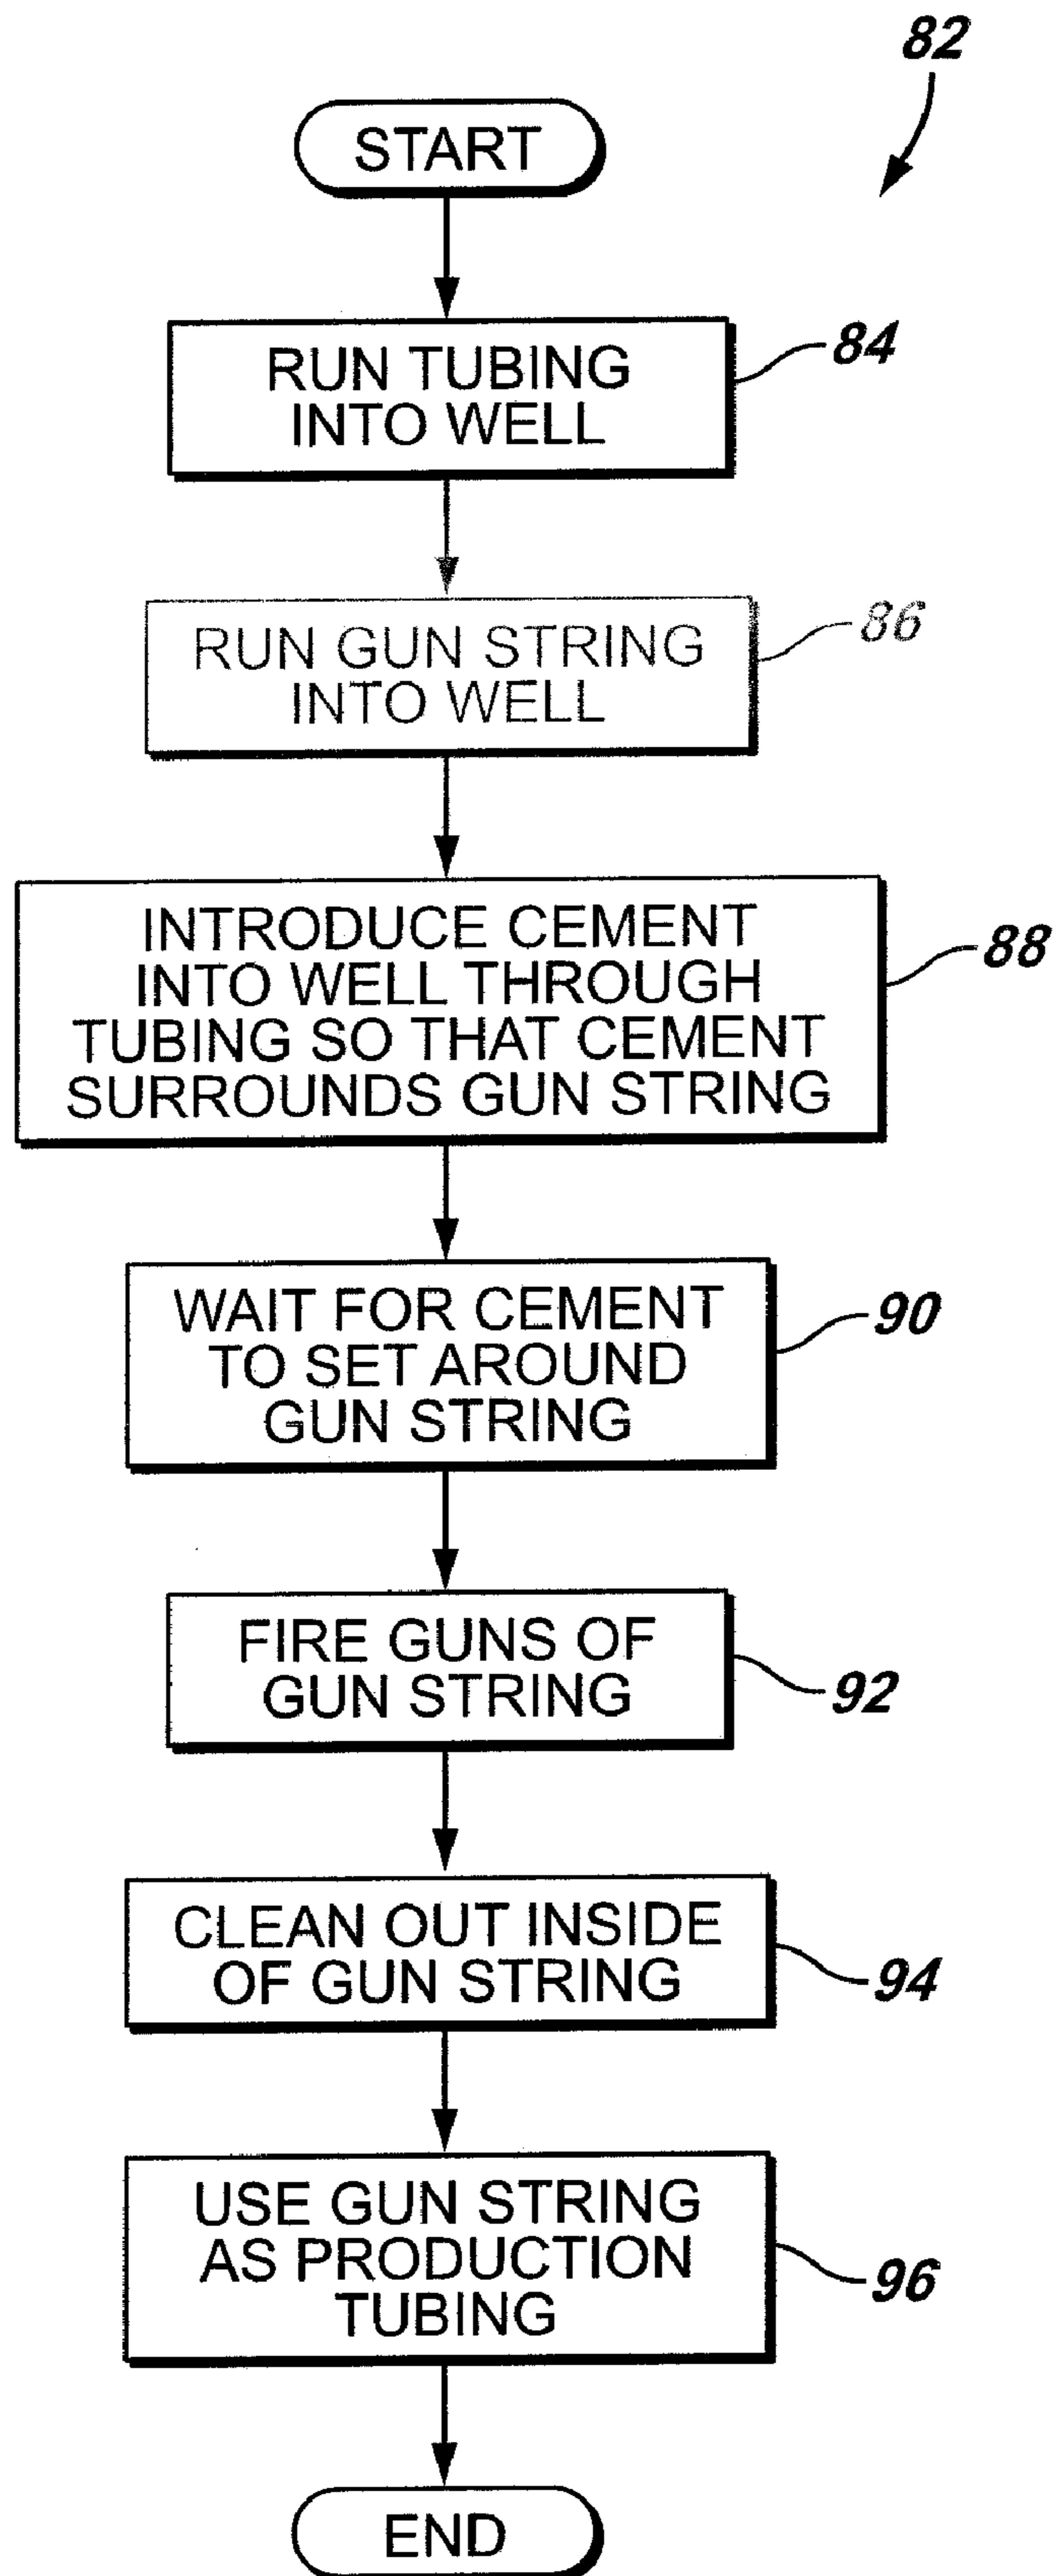 82
START
RUN TUBING
INTO WELL
84
RUN GUN STRING
INTO WELL
86
INTRODUCE CEMENT
INTO WELL THROUGH
TUBING SO THAT CEMENT
SURROUNDS GUN STRING
88
WAIT FOR CEMENT
TO SET AROUND
GUN STRING
90
FIRE GUNS OF
GUN STRING
92
CLEAN OUT INSIDE
OF GUN STRING
94
USE GUN STRING
AS PRODUCTION
TUBING
96
END